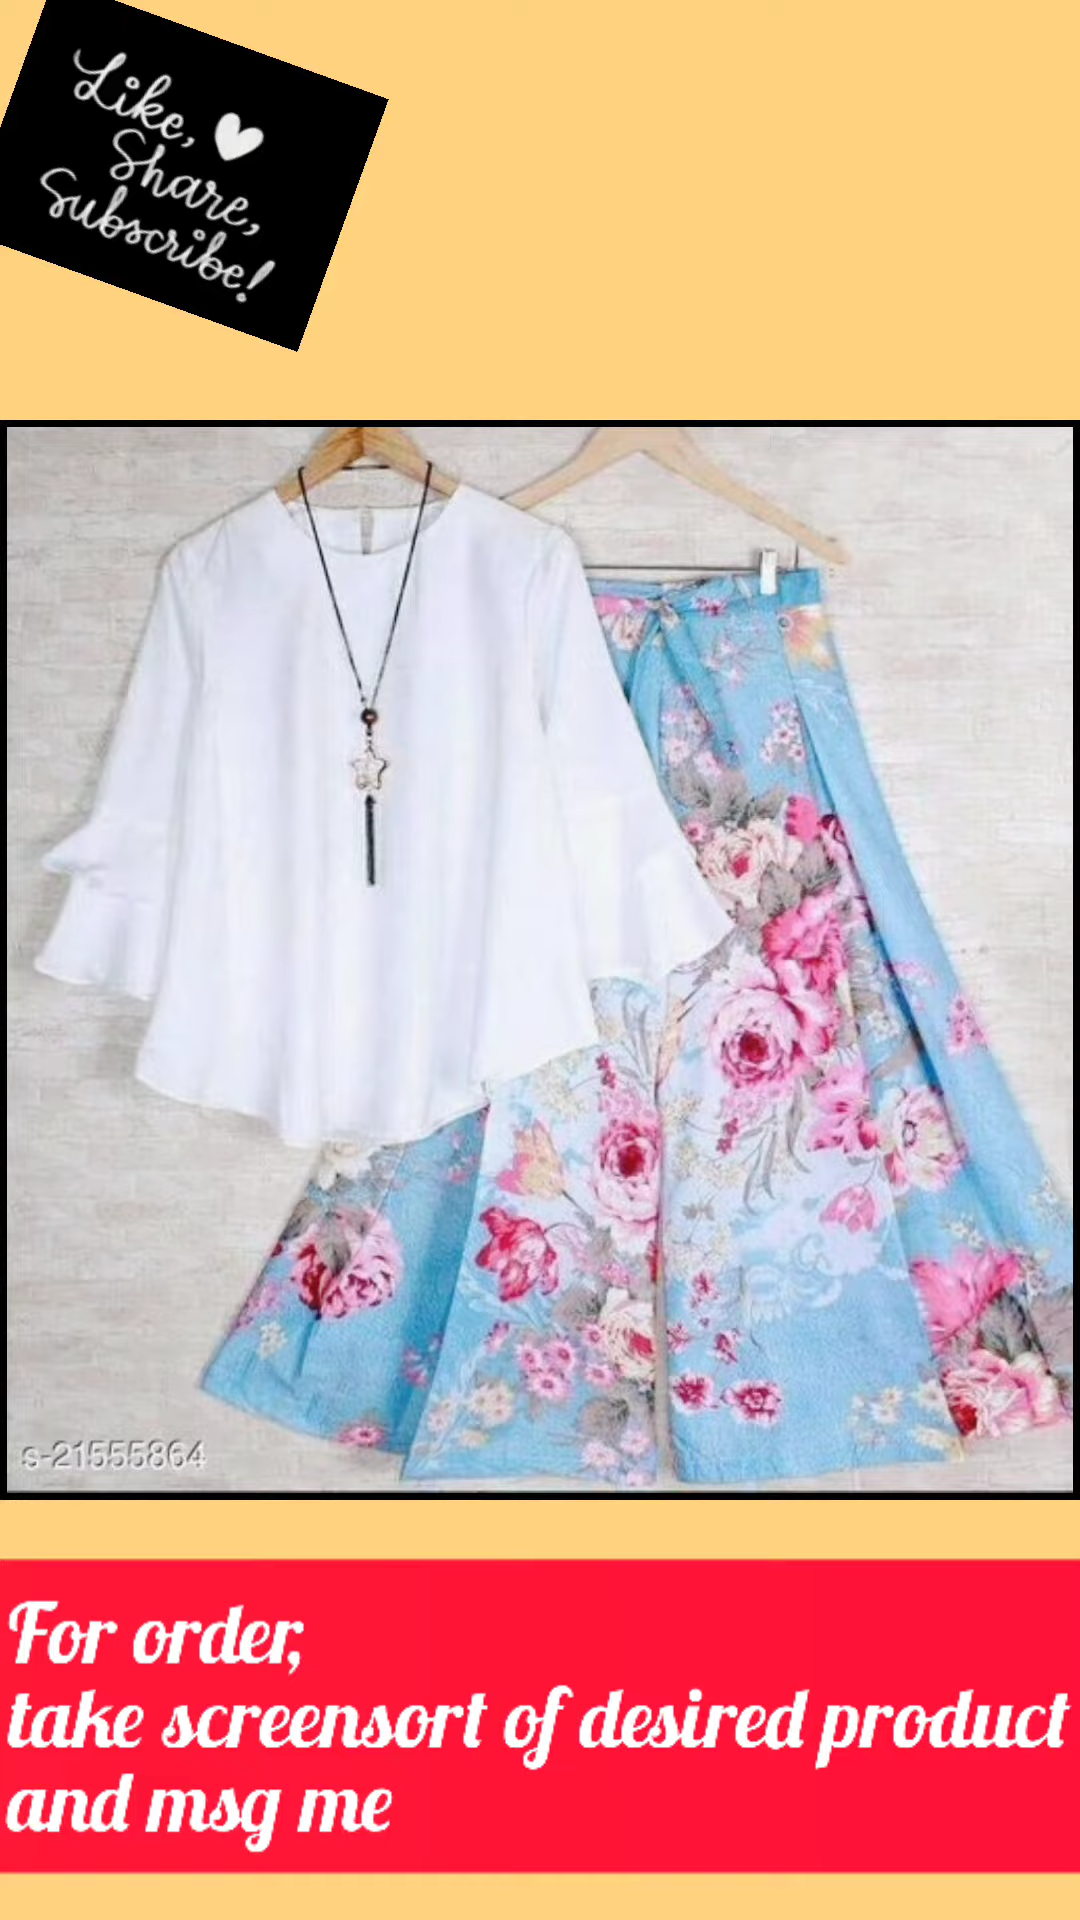 Like,
Share,
Subscribe!
s-21555864
For order,
take screensort of desired product
and msg me